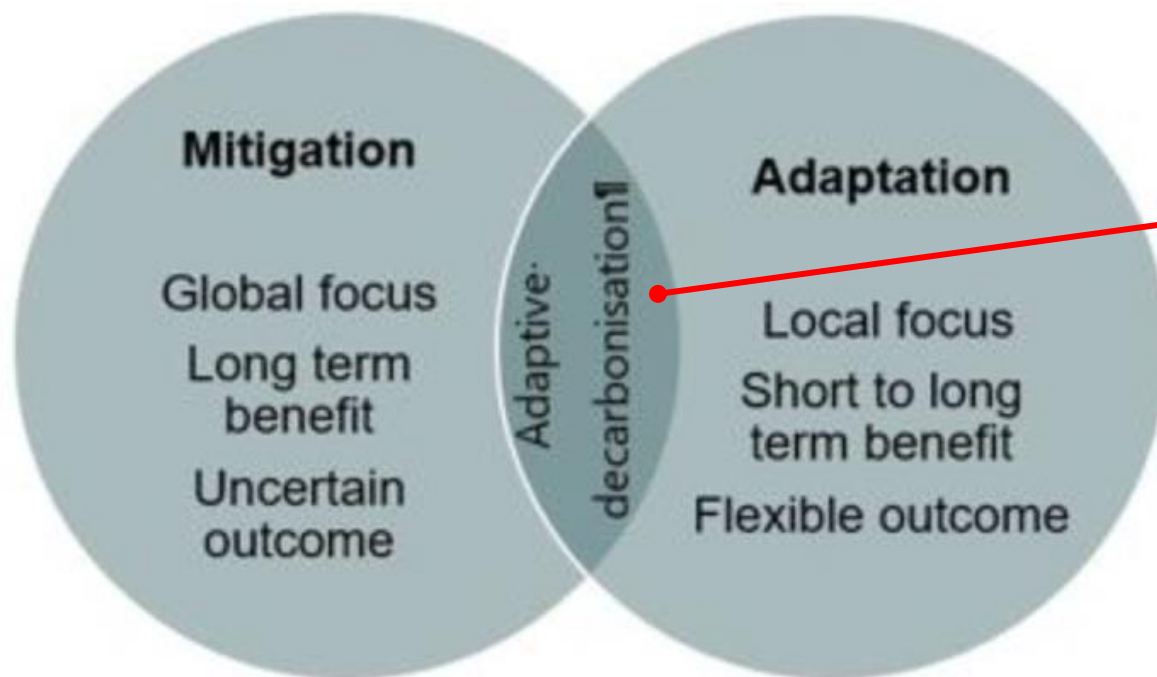 Mitigation
Global focus
Long term
benefit
Uncertain
outcome
Adaptive·
decarbonisation¶
Adaptation
Local focus
Short to long
term benefit
Flexible outcome